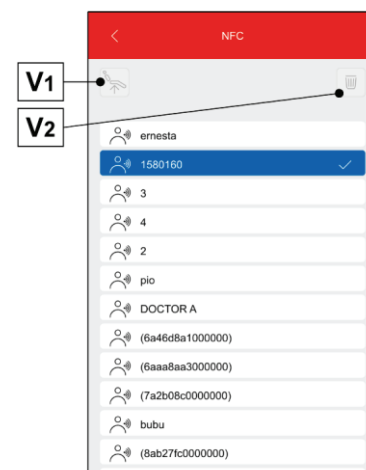 NFC
V1
V2
ernesta
1580160
3
4
2
pio
DOCTOR A
(6a46d8a1000000)
(6aaa8aa3000000)
(7a2b08c0000000)
bubu
(8ab27fc0000000)